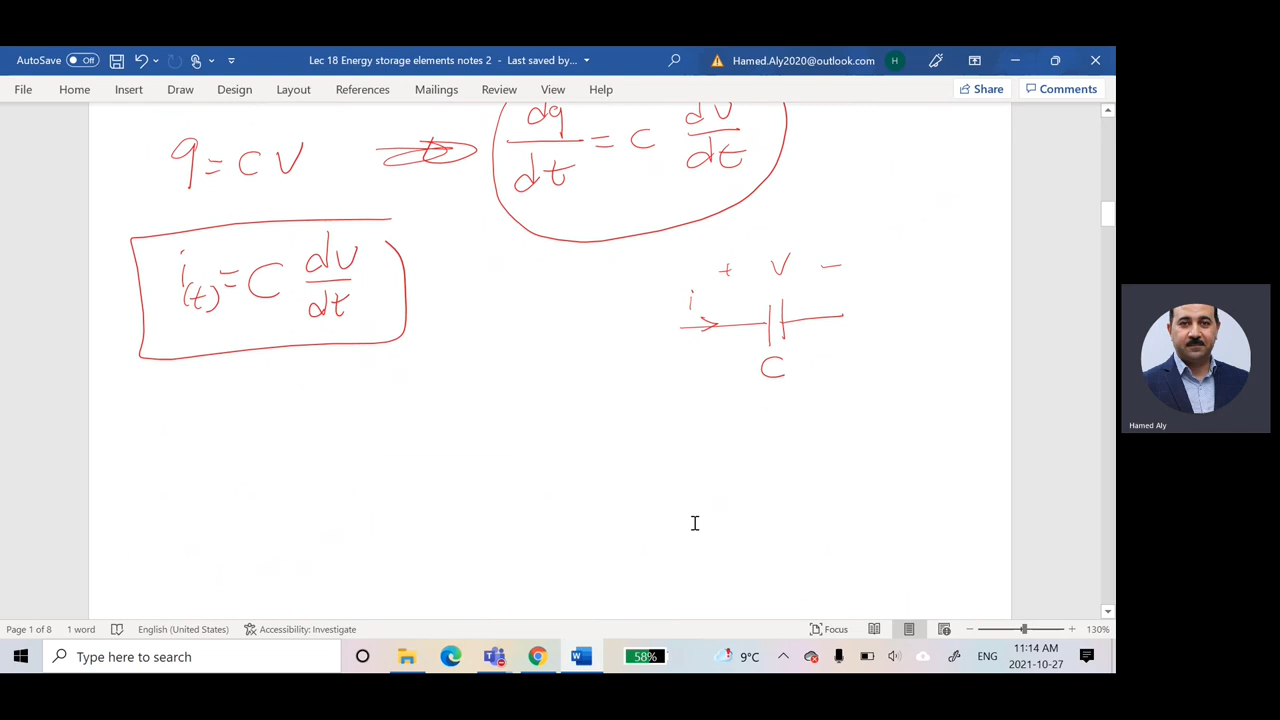 AutoSave Off Lec 18 Energy storage elements notes 2 - Last saved by... Hamed.Aly2020@outlook.com H
File Home Insert Draw Design Layout References Mailings Review View Help Share Comments
q = C V
dq/dt = C dv/dt
i(t) = C dv/dt
+ V -
i
C
Hamed Aly
Page 1 of 8 1 word English (United States) Accessibility: Investigate Focus 130%
Type here to search 58% 9°C ENG 11:14 AM
2021-10-27